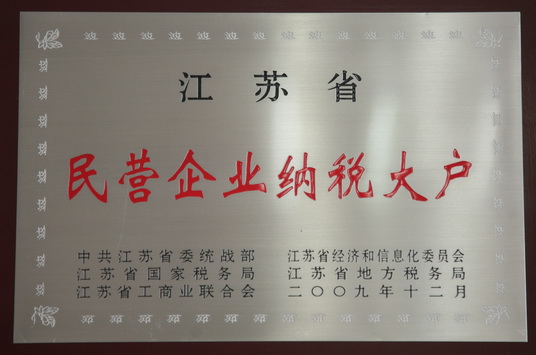 江苏省
民营企业纳税大户
中共江苏省委统战部 江苏省经济和信息化委员会
江苏省国家税务局 江苏省地方税务局
江苏省工商业联合会 二〇〇九年十二月